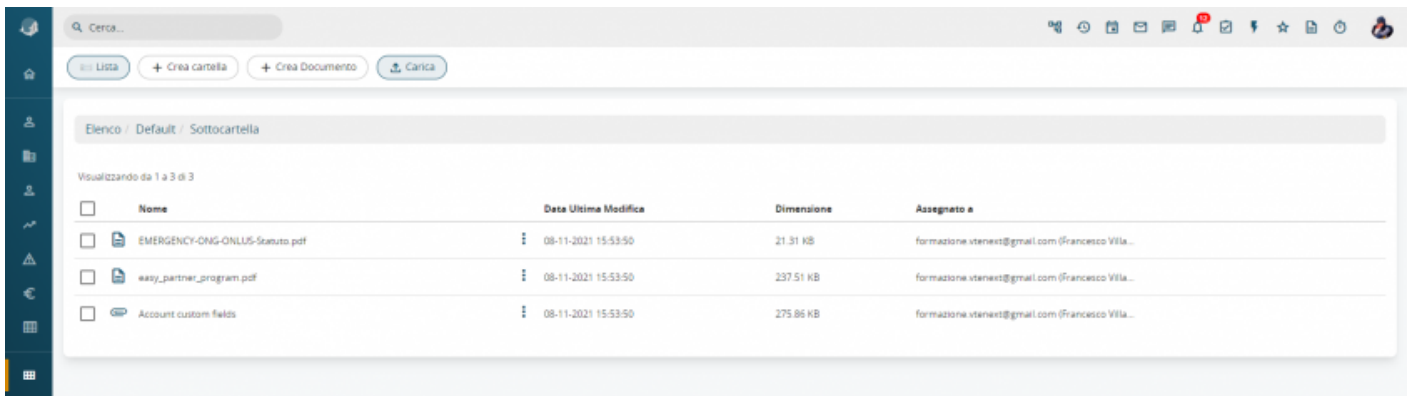 Cerca...
Lista + Crea cartella + Crea Documento Carica
Elenco / Default / Sottocartella
Visualizzando da 1 a 3 di 3
Nome Data Ultima Modifica Dimensione Assegnato a
EMERGENCY-ONG-ONLUS-Statuto.pdf 08-11-2021 15:53:50 21.31 KB formazione.vtenext@gmail.com (Francesco Villa...
easy_partner_program.pdf 08-11-2021 15:53:50 237.51 KB formazione.vtenext@gmail.com (Francesco Villa...
Account custom fields 08-11-2021 15:53:50 275.86 KB formazione.vtenext@gmail.com (Francesco Villa...